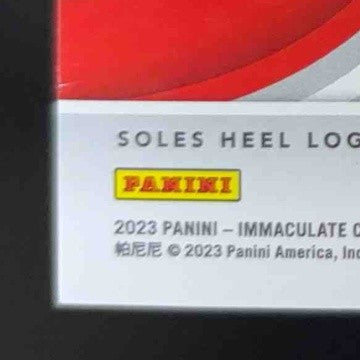 SOLES HEEL LOG
PANINI
2023 PANINI – IMMACULATE C
帕尼尼 © 2023 Panini America, Inc